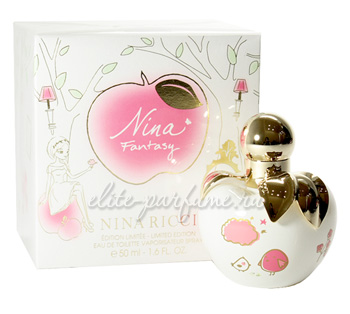 Nina
Fantasy
elite-parfume.ru
NINA RICCI
EDITION LIMITÉE - LIMITED EDITION
EAU DE TOILETTE VAPORISATEUR SPRAY
℮ 50 ml - 1.6 FL. OZ.